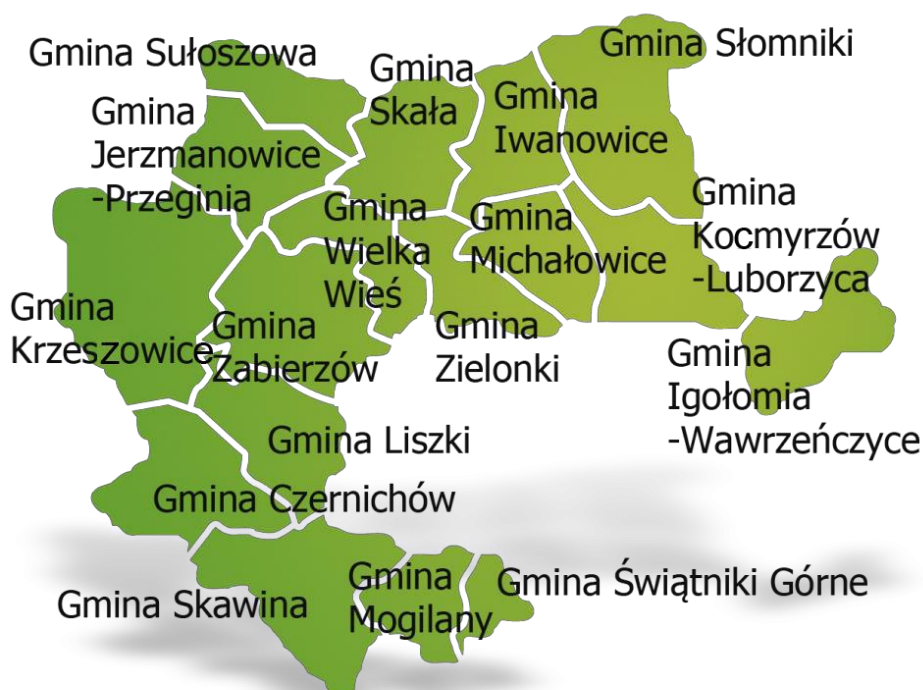 Gmina Sułoszowa
Gmina
Skała
Gmina Słomniki
Gmina
Iwanowice
Gmina
Jerzmanowice
-Przeginia
Gmina
Wielka
Wieś
Gmina
Michałowice
Gmina
Kocmyrzów
-Luborzyca
Gmina
Krzeszowice
Gmina
Zabierzów
Gmina
Zielonki
Gmina
Igołomia
-Wawrzeńczyce
Gmina Liszki
Gmina Czernichów
Gmina Skawina
Gmina
Mogilany
Gmina Świątniki Górne